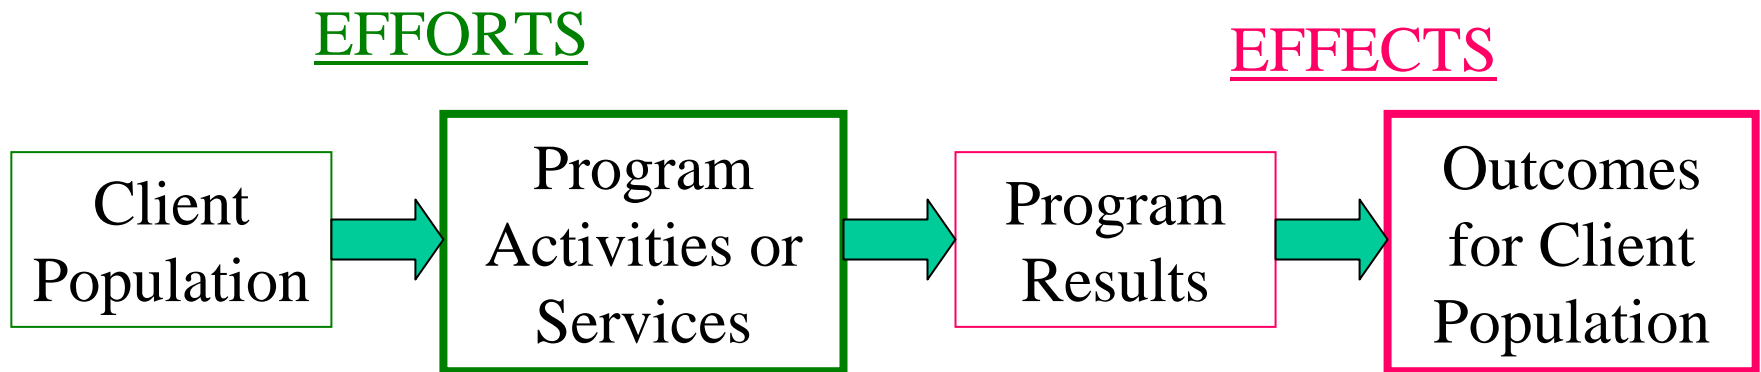 EFFORTS
EFFECTS
Client
Population
Program
Activities or
Services
Program
Results
Outcomes
for Client
Population